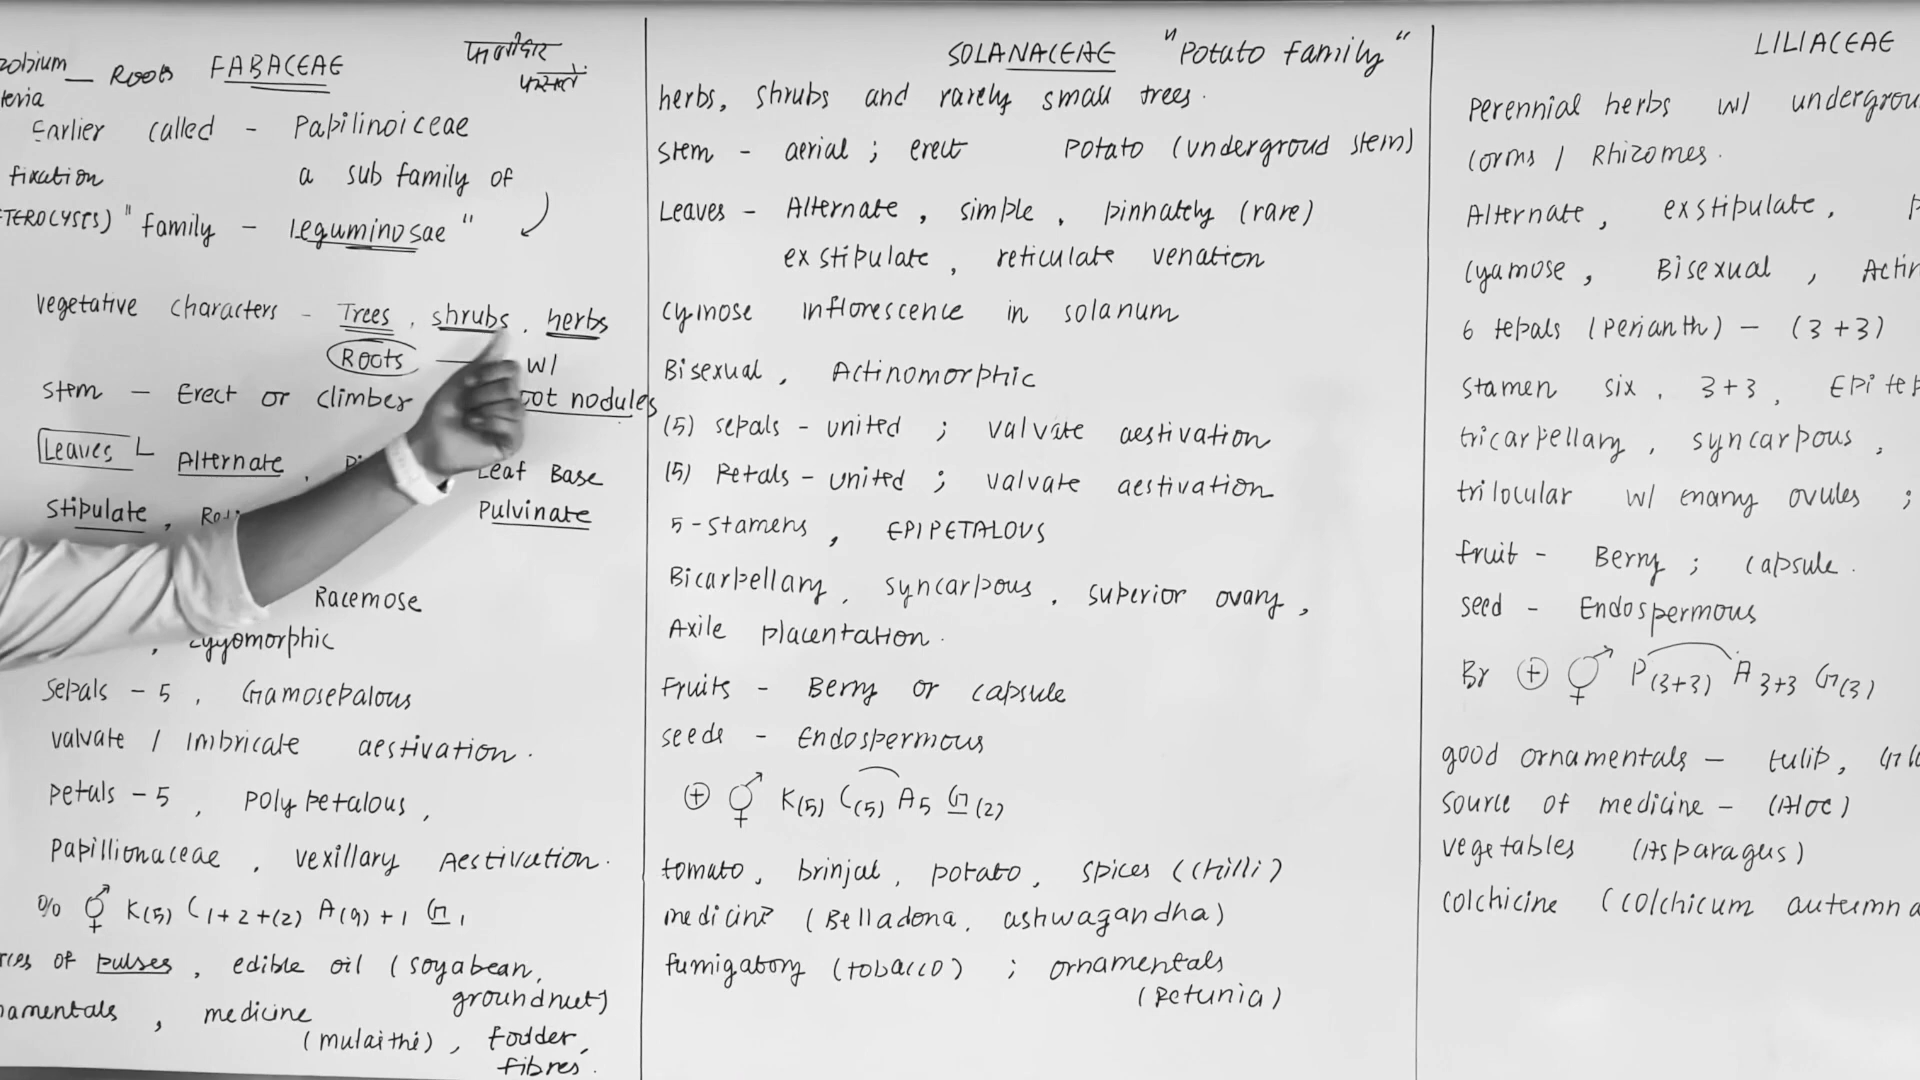 zobium — Roots FABACEAE
teria
Earlier called - Papilinoiceae
fixation a sub family of
TEROCYSTS) "family - leguminosae"
vegetative characters - Trees, shrubs, herbs
Roots — w/
stem — Erect or climber oot nodules
Leaves Alternate, Leaf Base
Stipulate, Pulvinate
Racemose
, zygomorphic
Sepals - 5, Gamosepalous
valvate / imbricate aestivation.
petals - 5, polypetalous,
Papillionaceae, vexillary Aestivation.
% ⚥ K(5) C1+2+(2) A(9)+1 G1
rces of pulses, edible oil (soyabean,
groundnut)
namentals, medicine
(mulaithi), fodder,
fibres.
SOLANACEAE "Potato family"
herbs, shrubs and rarely small trees.
stem - aerial ; erect Potato (undergroud stem)
Leaves - Alternate, simple, pinnately (rare)
exstipulate, reticulate venation
cymose inflorescence in solanum
Bisexual, Actinomorphic
(5) sepals - united ; valvate aestivation
(5) Petals - united ; valvate aestivation
5-stamens, EPIPETALOUS
Bicarpellary, syncarpous, superior ovary,
Axile placentation.
Fruits - Berry or capsule
seeds - Endospermous
⊕ ⚥ K(5) C(5) A5 G(2)
tomato, brinjal, potato, spices (chilli)
medicine (Belladona, ashwagandha)
fumigatory (tobacco) ; ornamentals
(Petunia)
LILIACEAE
Perennial herbs w/ undergrou
corms / Rhizomes.
Alternate, exstipulate, p
cyamose, Bisexual, Actin
6 tepals (perianth) — (3+3)
stamen six, 3+3, Epitep
tricarpellary, syncarpous,
trilocular w/ enamy ovules ;
fruit - Berry ; capsule.
seed - Endospermous
Br ⊕ ⚥ P(3+3) A3+3 G(3)
good ornamentals — tulip, Glo
source of medicine — (Aloe)
vegetables (Asparagus)
colchicine (colchicum autumna